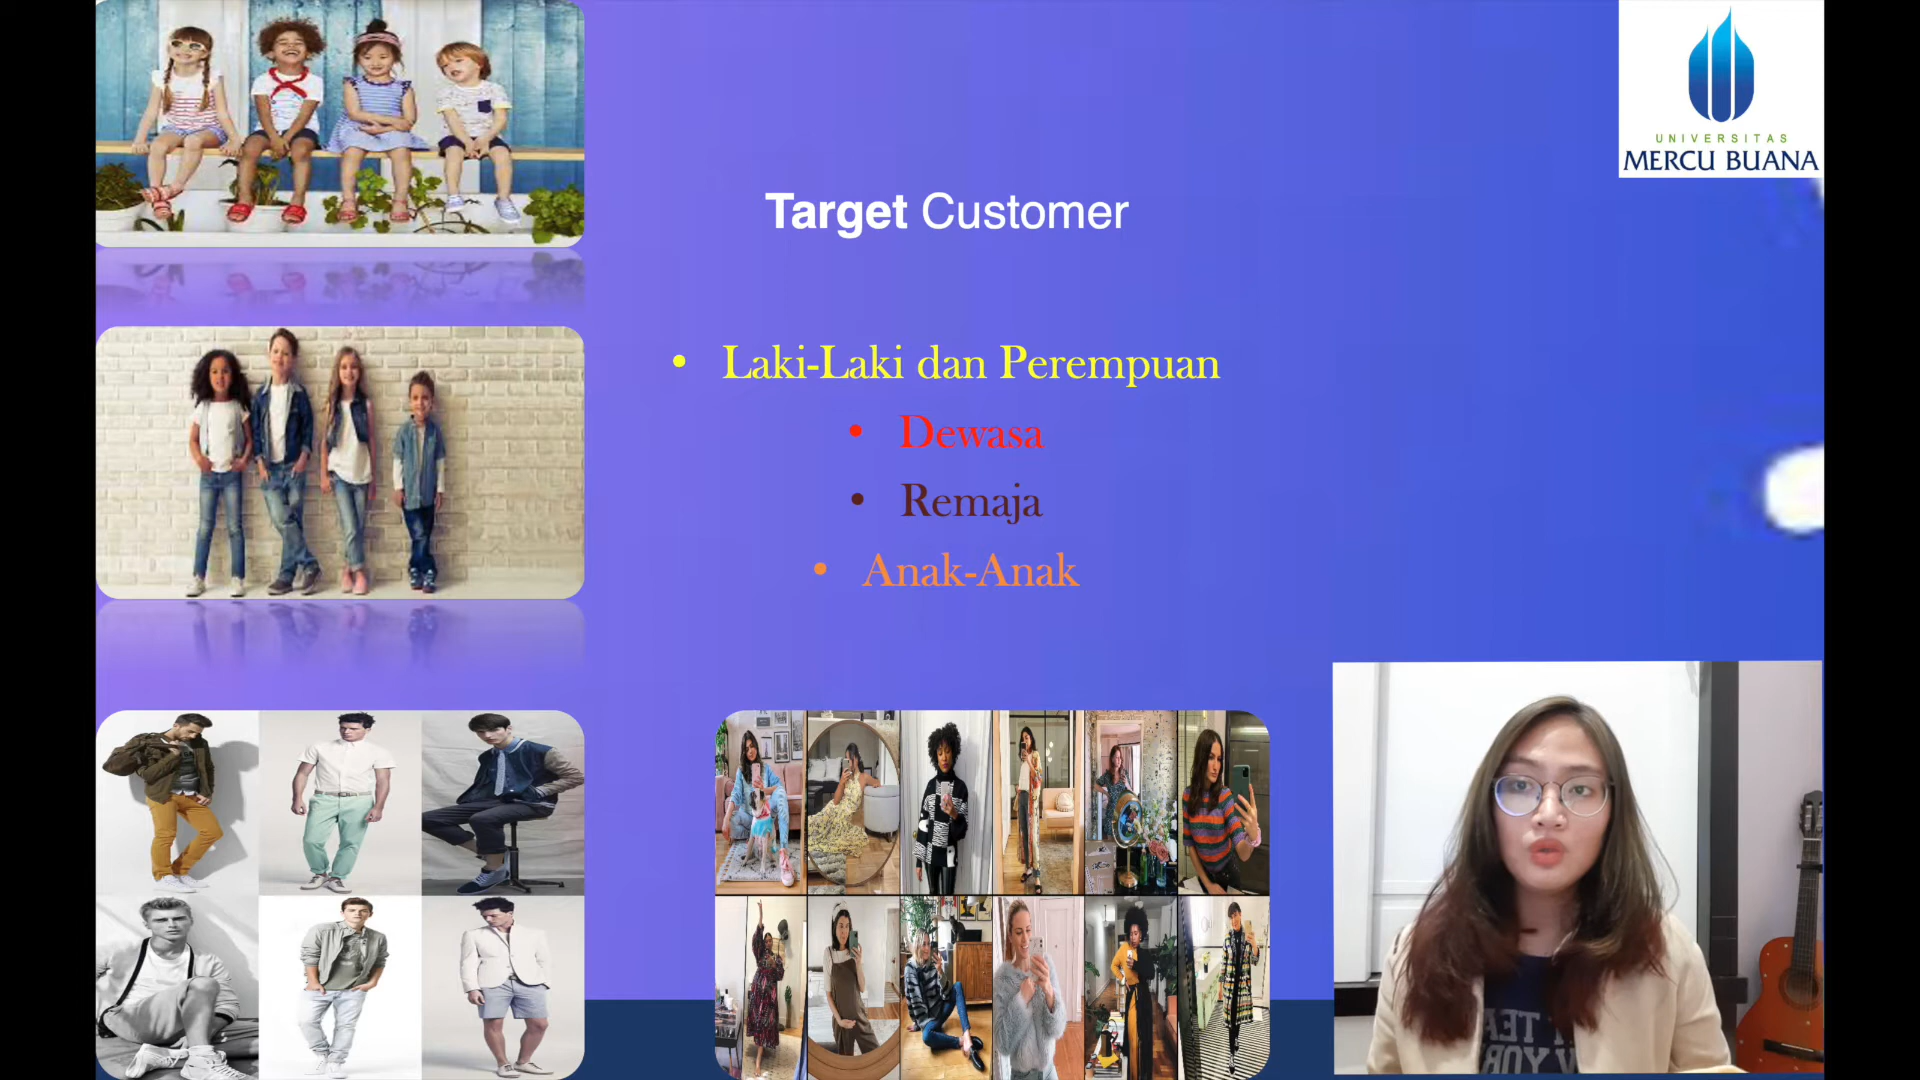 UNIVERSITAS
MERCU BUANA
Target Customer
• Laki-Laki dan Perempuan
• Dewasa
• Remaja
• Anak-Anak